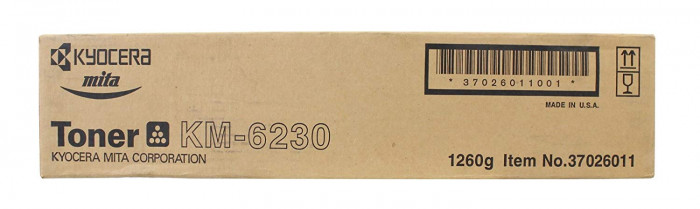 KYOCERA
mita
Toner KM-6230
KYOCERA MITA CORPORATION
* 37026011001 *
MADE IN U.S.A.
1260g Item No.37026011